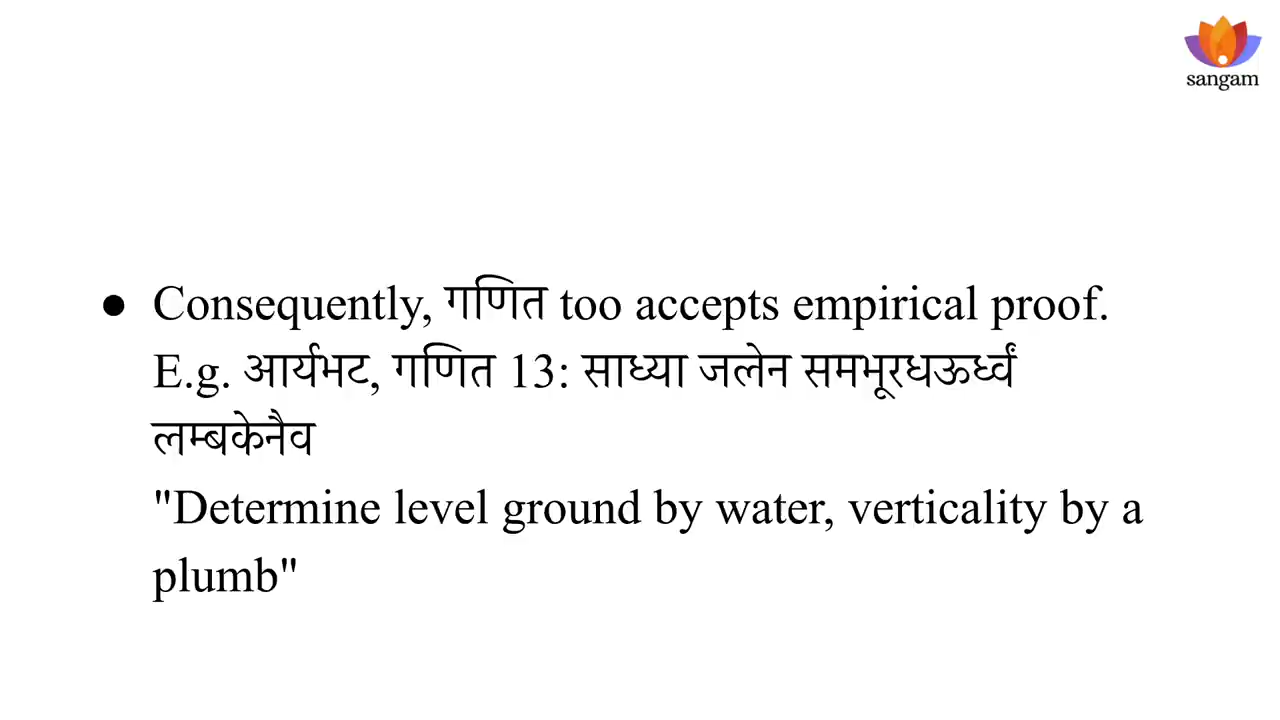 sangam
● Consequently, गणित too accepts empirical proof.
E.g. आर्यभट, गणित 13: साध्या जलेन समभूरधऊर्ध्वं
लम्बकेनैव
"Determine level ground by water, verticality by a
plumb"